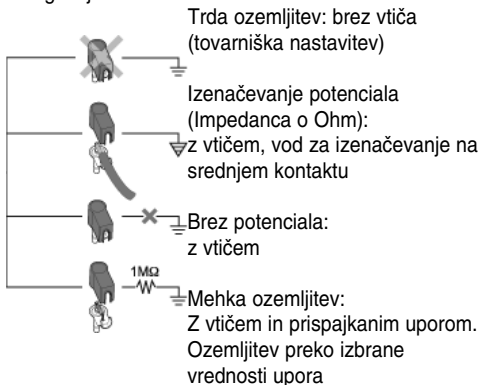 Trda ozemljitev: brez vtiča
(tovarniška nastavitev)
Izenačevanje potenciala
(Impedanca o Ohm):
z vtičem, vod za izenačevanje na
srednjem kontaktu
Brez potenciala:
z vtičem
1MΩ
Mehka ozemljitev:
Z vtičem in prispajkanim uporom.
Ozemljitev preko izbrane
vrednosti upora